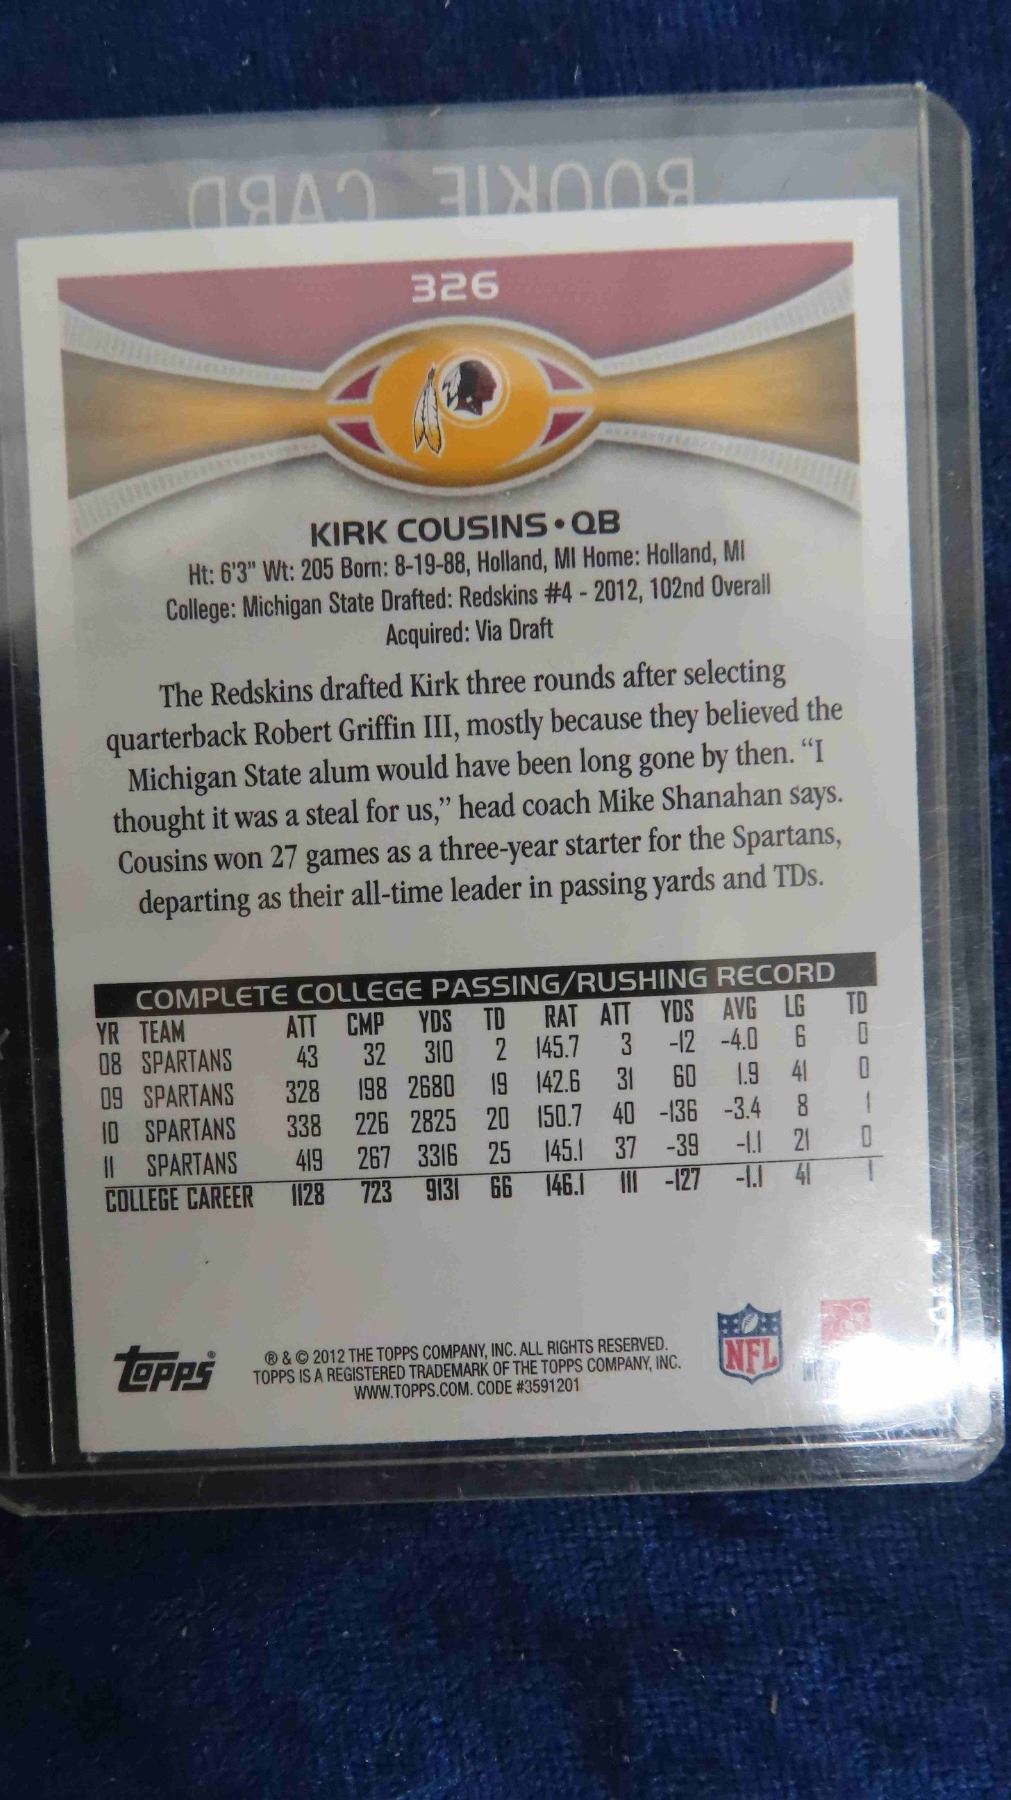 ROOKIE CARD
326
KIRK COUSINS • QB
Ht: 6'3" Wt: 205 Born: 8-19-88, Holland, MI Home: Holland, MI
College: Michigan State Drafted: Redskins #4 - 2012, 102nd Overall
Acquired: Via Draft
The Redskins drafted Kirk three rounds after selecting
quarterback Robert Griffin III, mostly because they believed the
Michigan State alum would have been long gone by then. “I
thought it was a steal for us,” head coach Mike Shanahan says.
Cousins won 27 games as a three-year starter for the Spartans,
departing as their all-time leader in passing yards and TDs.
COMPLETE COLLEGE PASSING/RUSHING RECORD
YR TEAM ATT CMP YDS TD RAT ATT YDS AVG LG TD
08 SPARTANS 43 32 310 2 145.7 3 -12 -4.0 6 0
09 SPARTANS 328 198 2680 19 142.6 31 60 1.9 41 0
10 SPARTANS 338 226 2825 20 150.7 40 -136 -3.4 8 1
11 SPARTANS 419 267 3316 25 145.1 37 -39 -1.1 21 0
COLLEGE CAREER 1128 723 9131 66 146.1 111 -127 -1.1 41 1
topps®
® & © 2012 THE TOPPS COMPANY, INC. ALL RIGHTS RESERVED.
TOPPS IS A REGISTERED TRADEMARK OF THE TOPPS COMPANY, INC.
WWW.TOPPS.COM. CODE #3591201
NFL